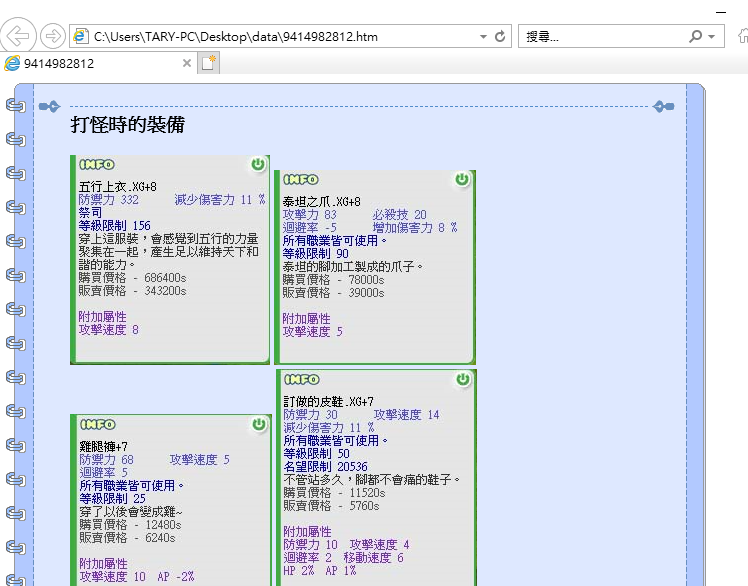 C:\Users\TARY-PC\Desktop\data\9414982812.htm
搜尋...
9414982812
打怪時的裝備
INFO
五行上衣.XG+8
防禦力 332 減少傷害力 11 %
祭司
等級限制 156
穿上這服裝，會感覺到五行的力量
聚集在一起，產生足以維持天下和
諧的能力。
購買價格 - 686400s
販賣價格 - 343200s
附加屬性
攻擊速度 8
INFO
泰坦之爪.XG+8
攻擊力 83 必殺技 20
迴避率 -5 增加傷害力 8 %
所有職業皆可使用。
等級限制 90
泰坦的腳加工製成的爪子。
購買價格 - 78000s
販賣價格 - 39000s
附加屬性
攻擊速度 5
INFO
雞腿褲+7
防禦力 68 攻擊速度 5
迴避率 5
所有職業皆可使用。
等級限制 25
穿了以後會變成雞~
購買價格 - 12480s
販賣價格 - 6240s
附加屬性
攻擊速度 10 AP -2%
INFO
訂做的皮鞋.XG+7
防禦力 30 攻擊速度 14
減少傷害力 11 %
所有職業皆可使用。
等級限制 50
名望限制 20536
不管站多久，腳都不會痛的鞋子。
購買價格 - 11520s
販賣價格 - 5760s
附加屬性
防禦力 10 攻擊速度 4
迴避率 2 移動速度 6
HP 2% AP 1%